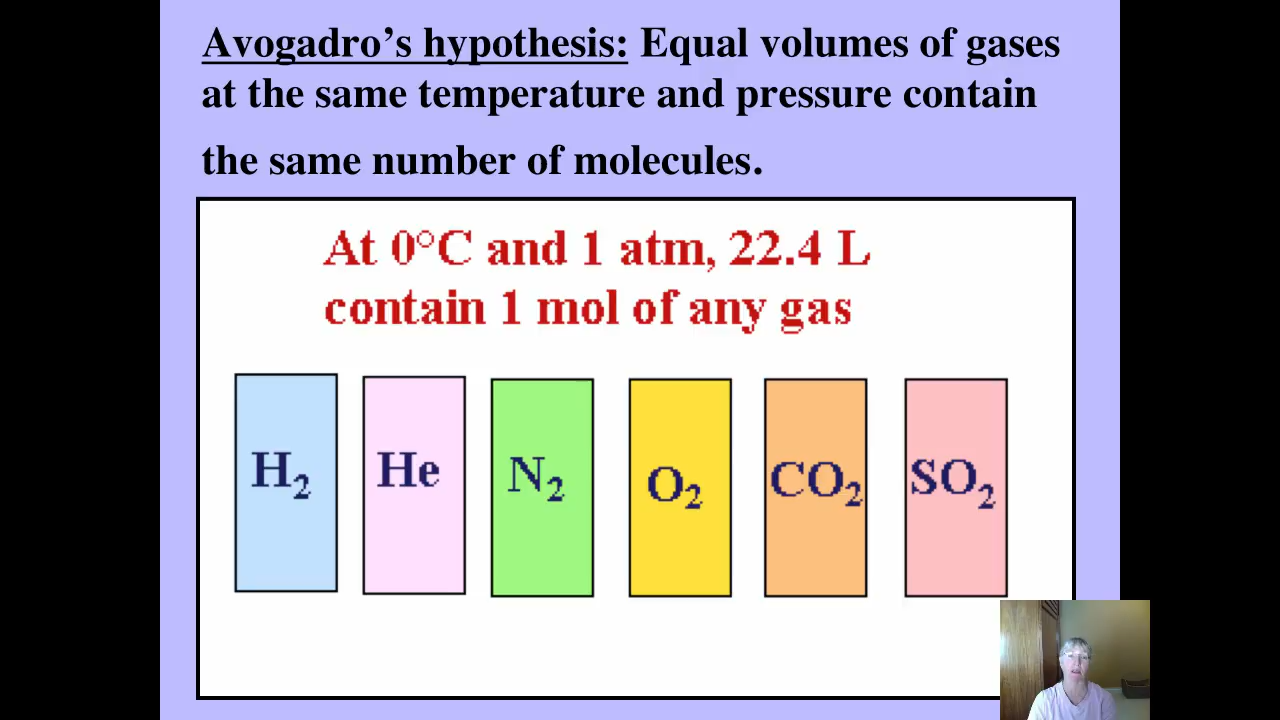 Avogadro’s hypothesis: Equal volumes of gases
at the same temperature and pressure contain
the same number of molecules.
At 0°C and 1 atm, 22.4 L
contain 1 mol of any gas
H₂ He N₂ O₂ CO₂ SO₂